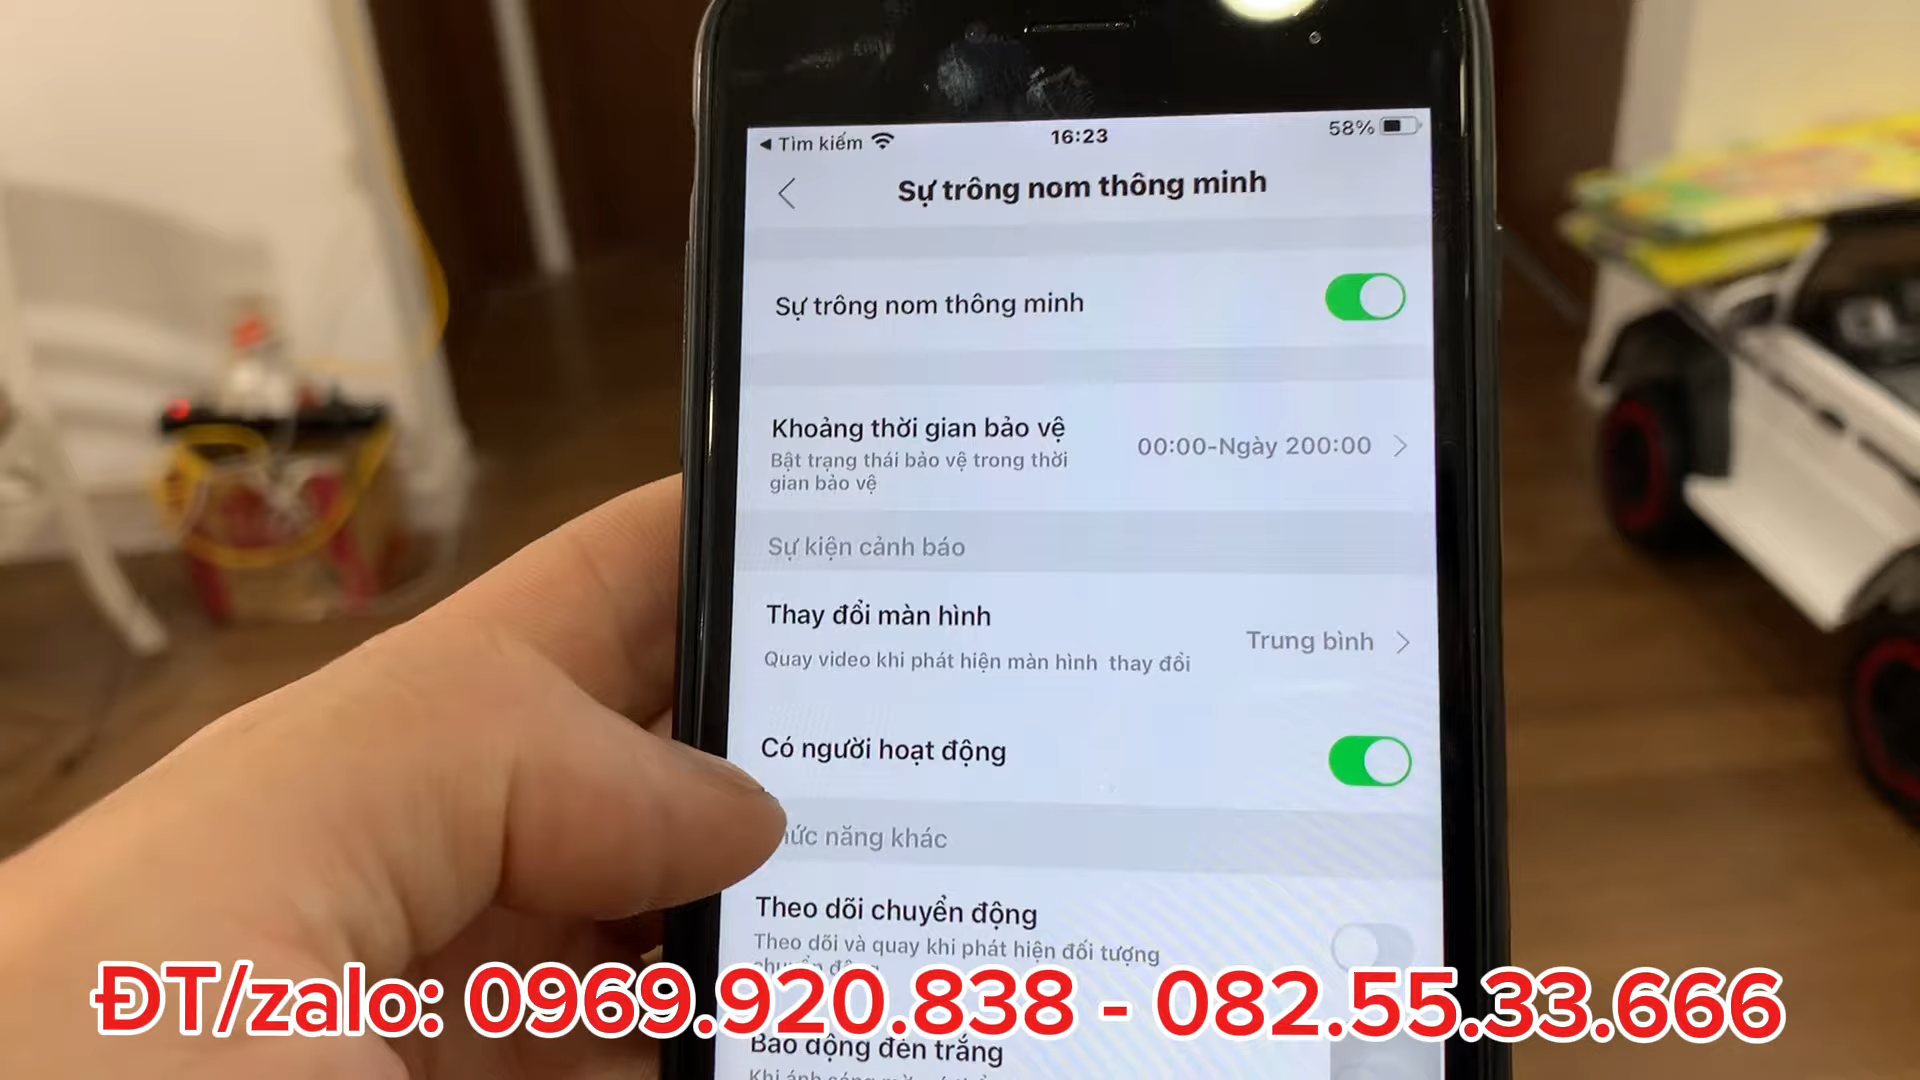 ◀ Tìm kiếm 16:23 58%
Sự trông nom thông minh
Sự trông nom thông minh
Khoảng thời gian bảo vệ
Bật trạng thái bảo vệ trong thời
gian bảo vệ
00:00-Ngày 200:00
Sự kiện cảnh báo
Thay đổi màn hình
Quay video khi phát hiện màn hình thay đổi
Trung bình
Có người hoạt động
năng khác
Theo dõi chuyển động
Theo dõi và quay khi phát hiện đối tượng
ĐT/zalo: 0969.920.838 - 082.55.33.666
Báo động đèn trắng